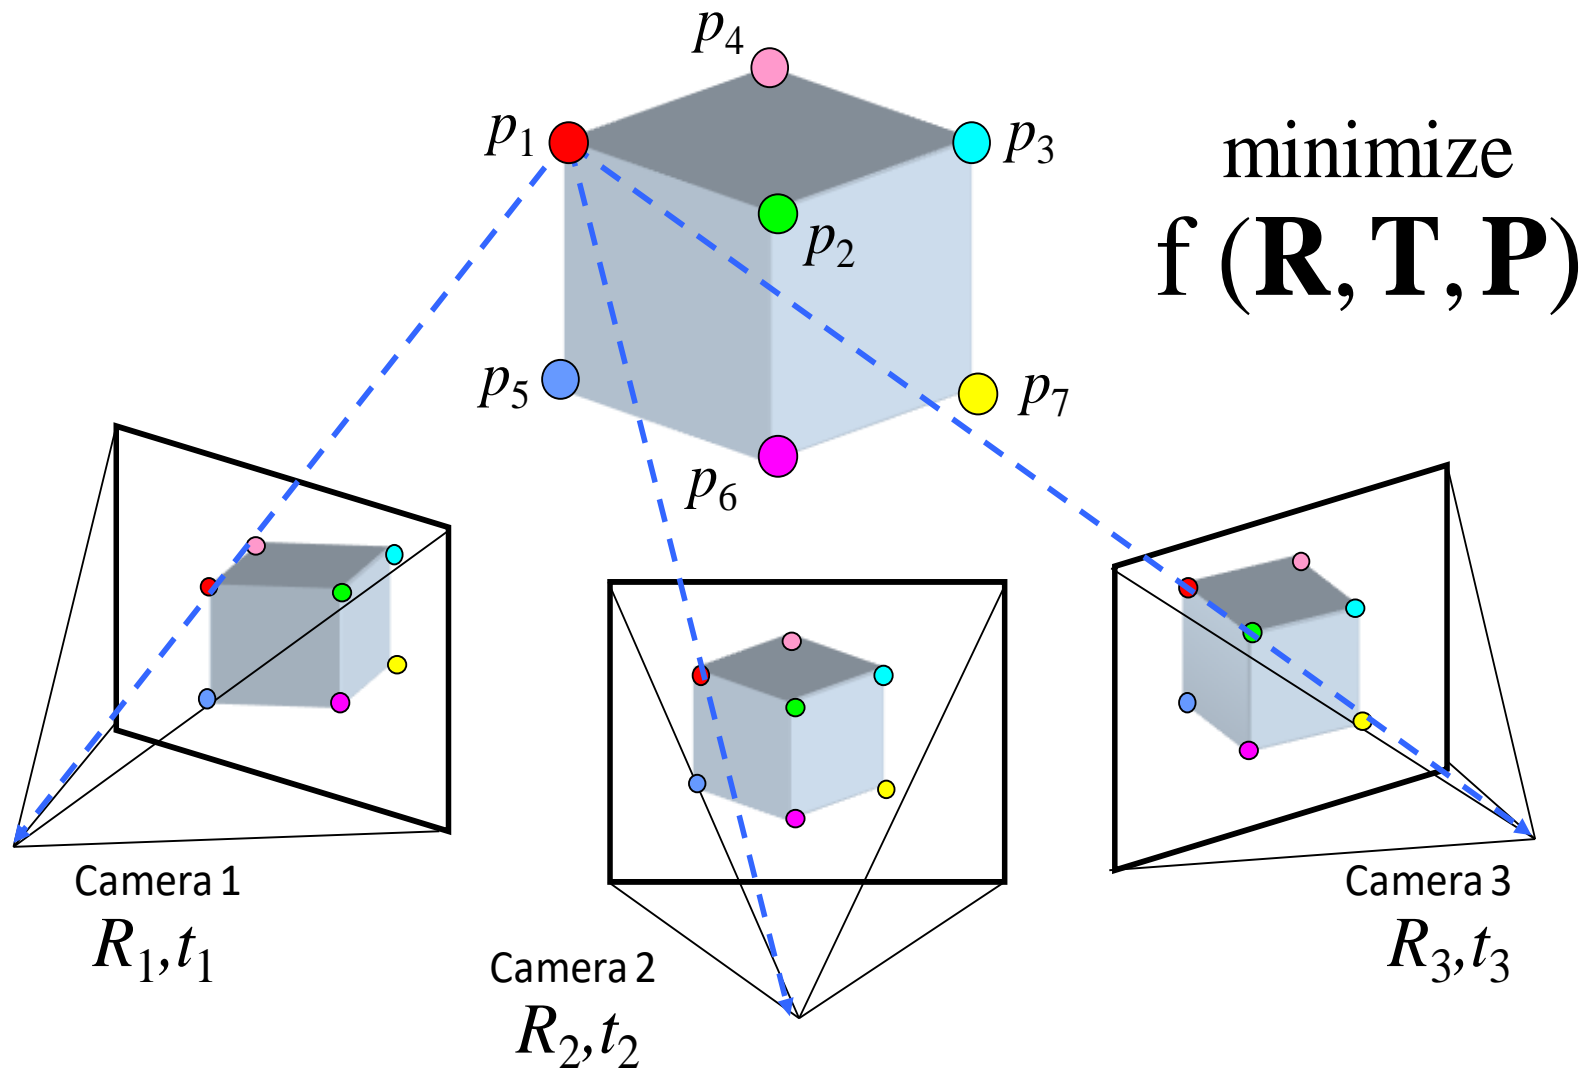 p₄
p₁
p₃
p₂
minimize
f (R, T, P)
p₅
p₇
p₆
Camera 1
R₁,t₁
Camera 2
R₂,t₂
Camera 3
R₃,t₃